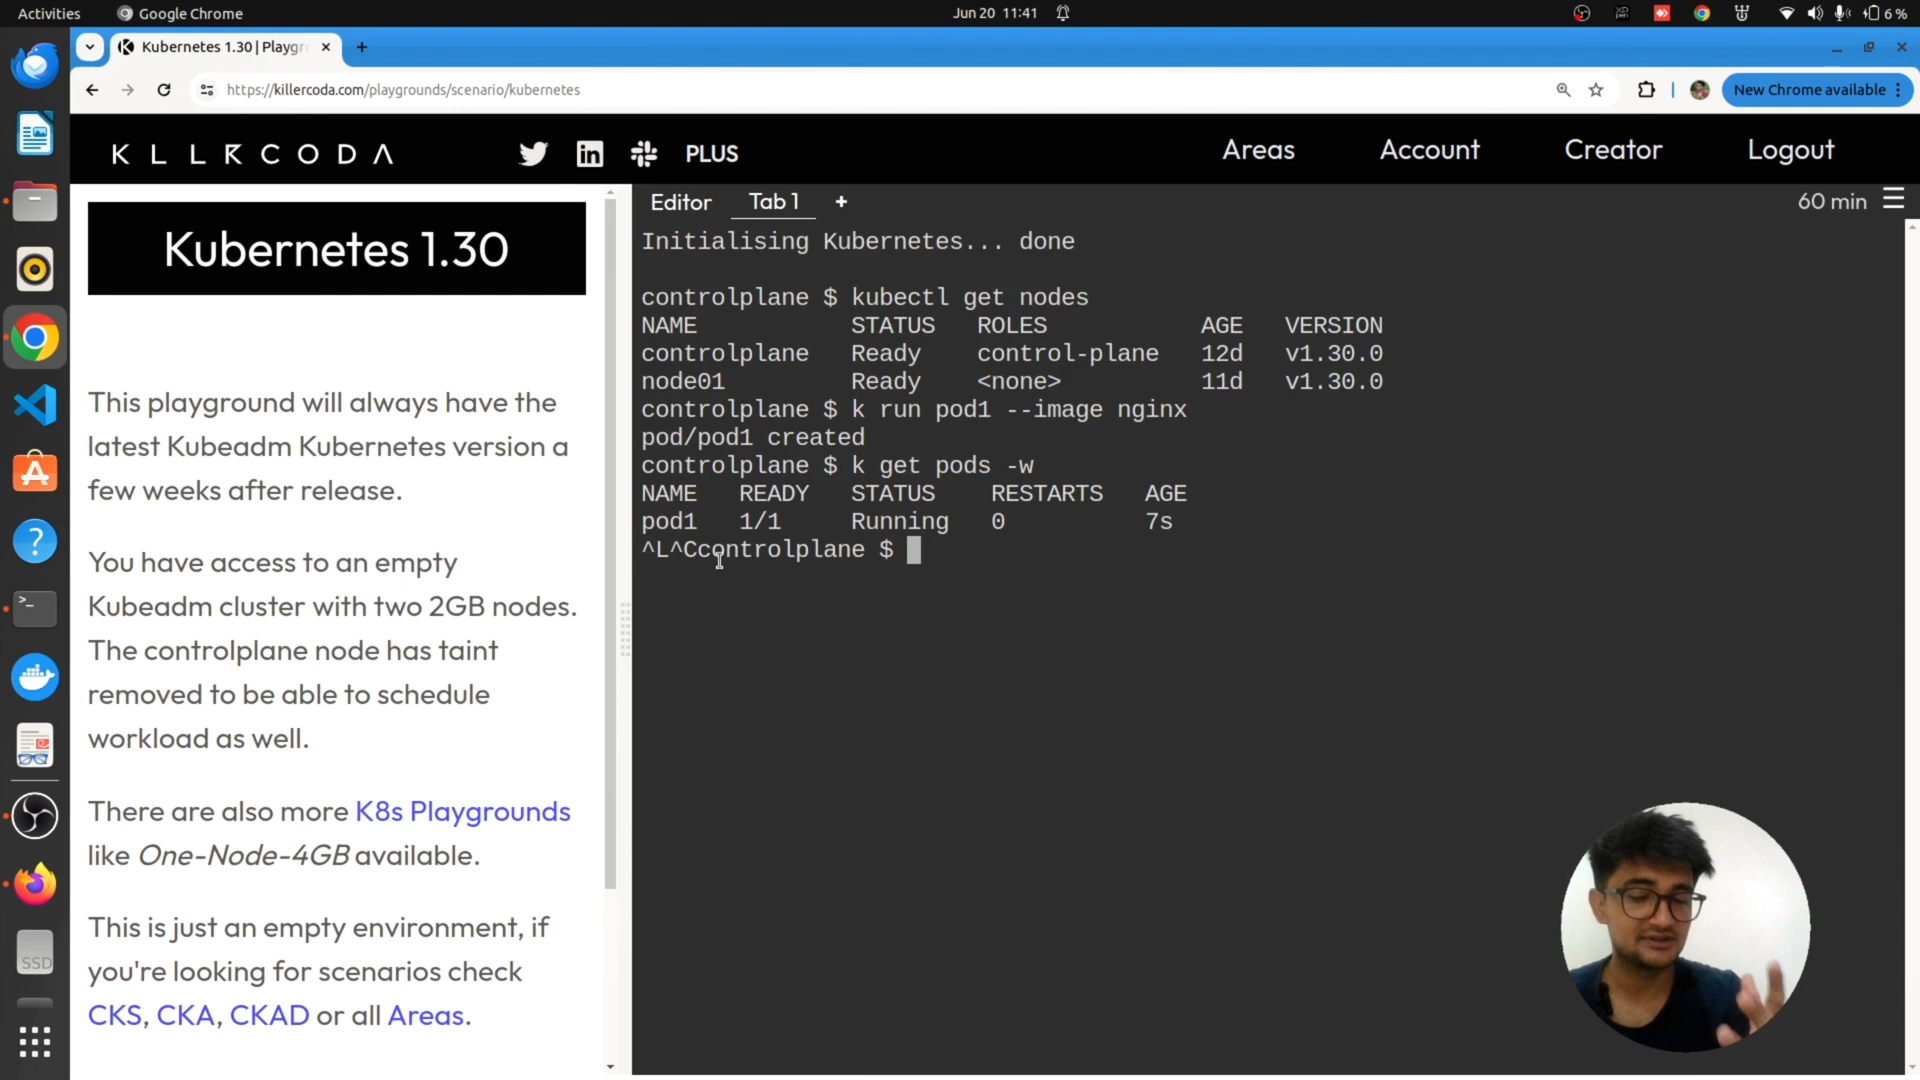 Activities
Google Chrome
Jun 20 11:41
6 %
Kubernetes 1.30 | Playgr
https://killercoda.com/playgrounds/scenario/kubernetes
New Chrome available
KLLRCODA
PLUS
Areas
Account
Creator
Logout
Kubernetes 1.30
This playground will always have the
latest Kubeadm Kubernetes version a
few weeks after release.
You have access to an empty
Kubeadm cluster with two 2GB nodes.
The controlplane node has taint
removed to be able to schedule
workload as well.
There are also more K8s Playgrounds
like One-Node-4GB available.
This is just an empty environment, if
you're looking for scenarios check
CKS, CKA, CKAD or all Areas.
Editor
Tab 1
+
60 min
Initialising Kubernetes... done
controlplane $ kubectl get nodes
NAME STATUS ROLES AGE VERSION
controlplane Ready control-plane 12d v1.30.0
node01 Ready <none> 11d v1.30.0
controlplane $ k run pod1 --image nginx
pod/pod1 created
controlplane $ k get pods -w
NAME READY STATUS RESTARTS AGE
pod1 1/1 Running 0 7s
^L^Ccontrolplane $
SSD